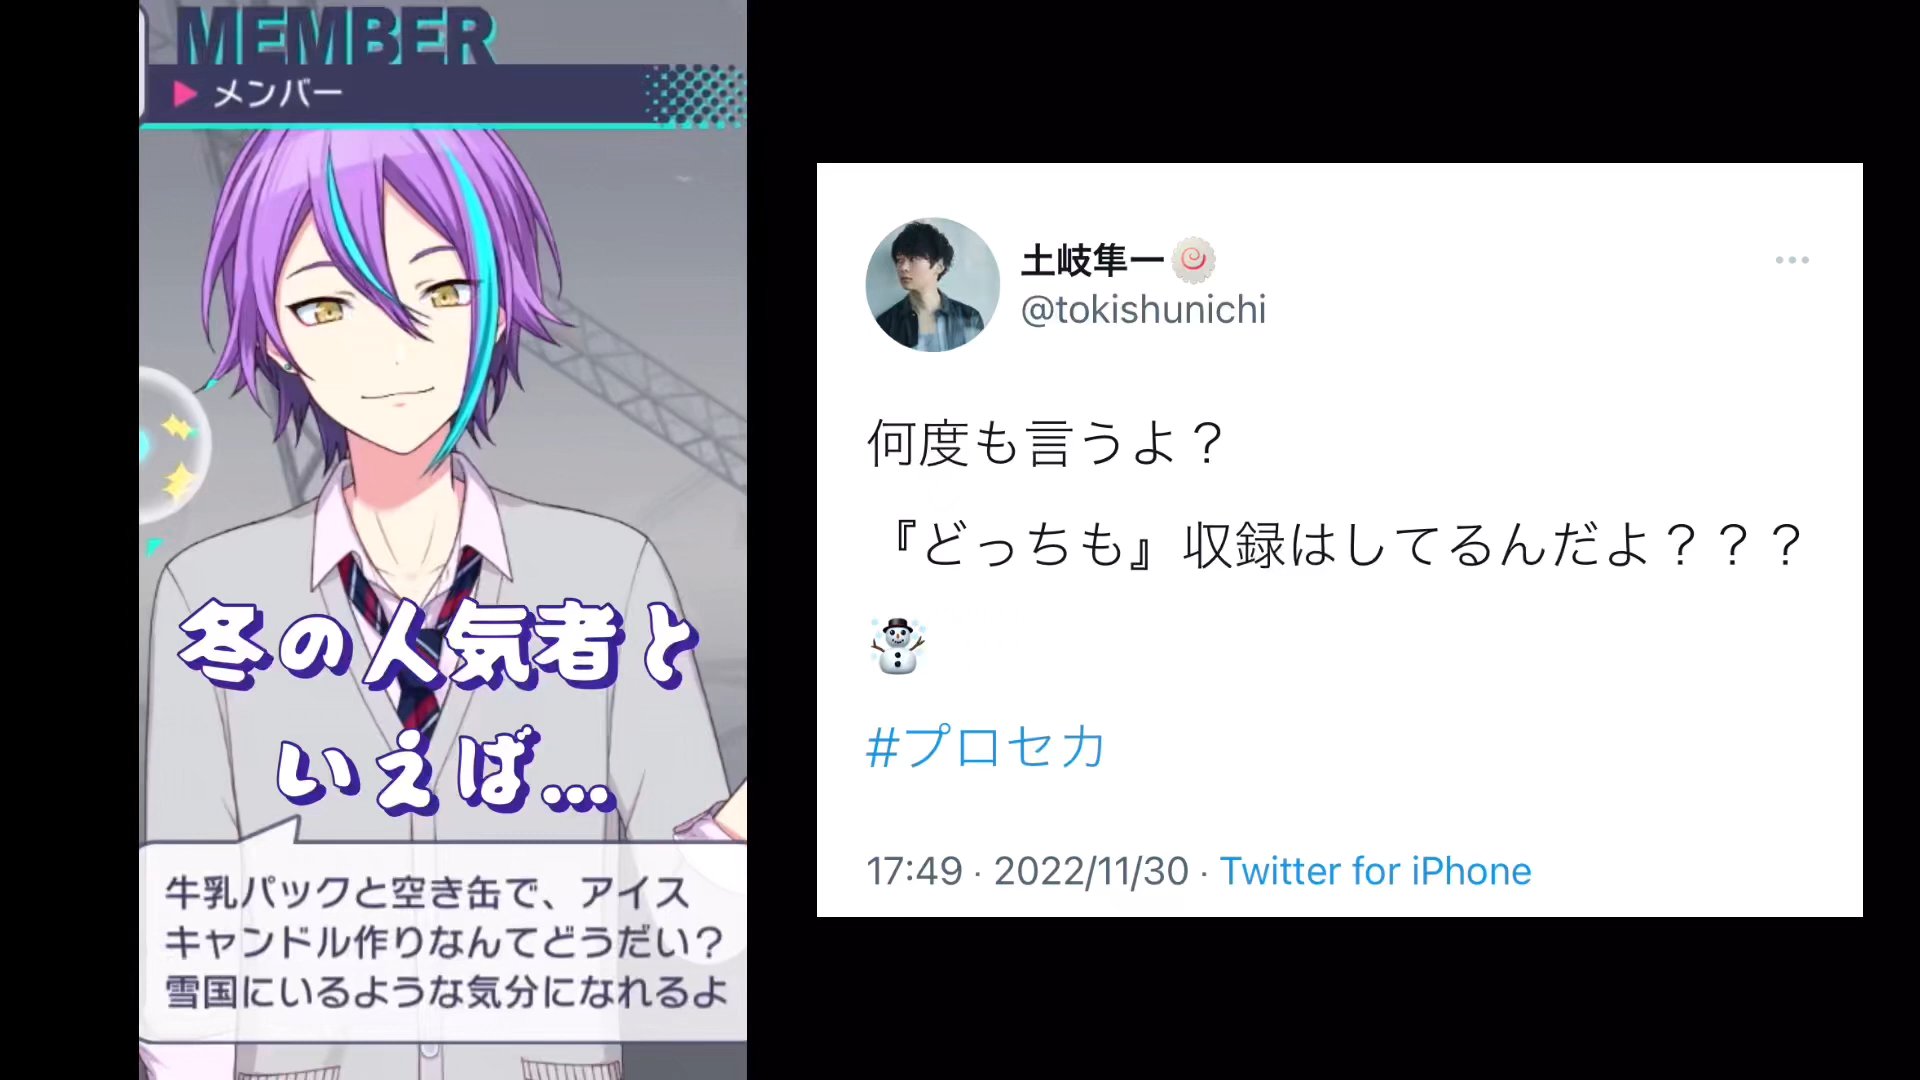 MEMBER
メンバー
冬の人気者と
いえば...
牛乳パックと空き缶で、アイス
キャンドル作りなんてどうだい?
雪国にいるような気分になれるよ
土岐隼一🍥
@tokishunichi
何度も言うよ?
『どっちも』収録はしてるんだよ???
☃️
#プロセカ
17:49 · 2022/11/30 · Twitter for iPhone